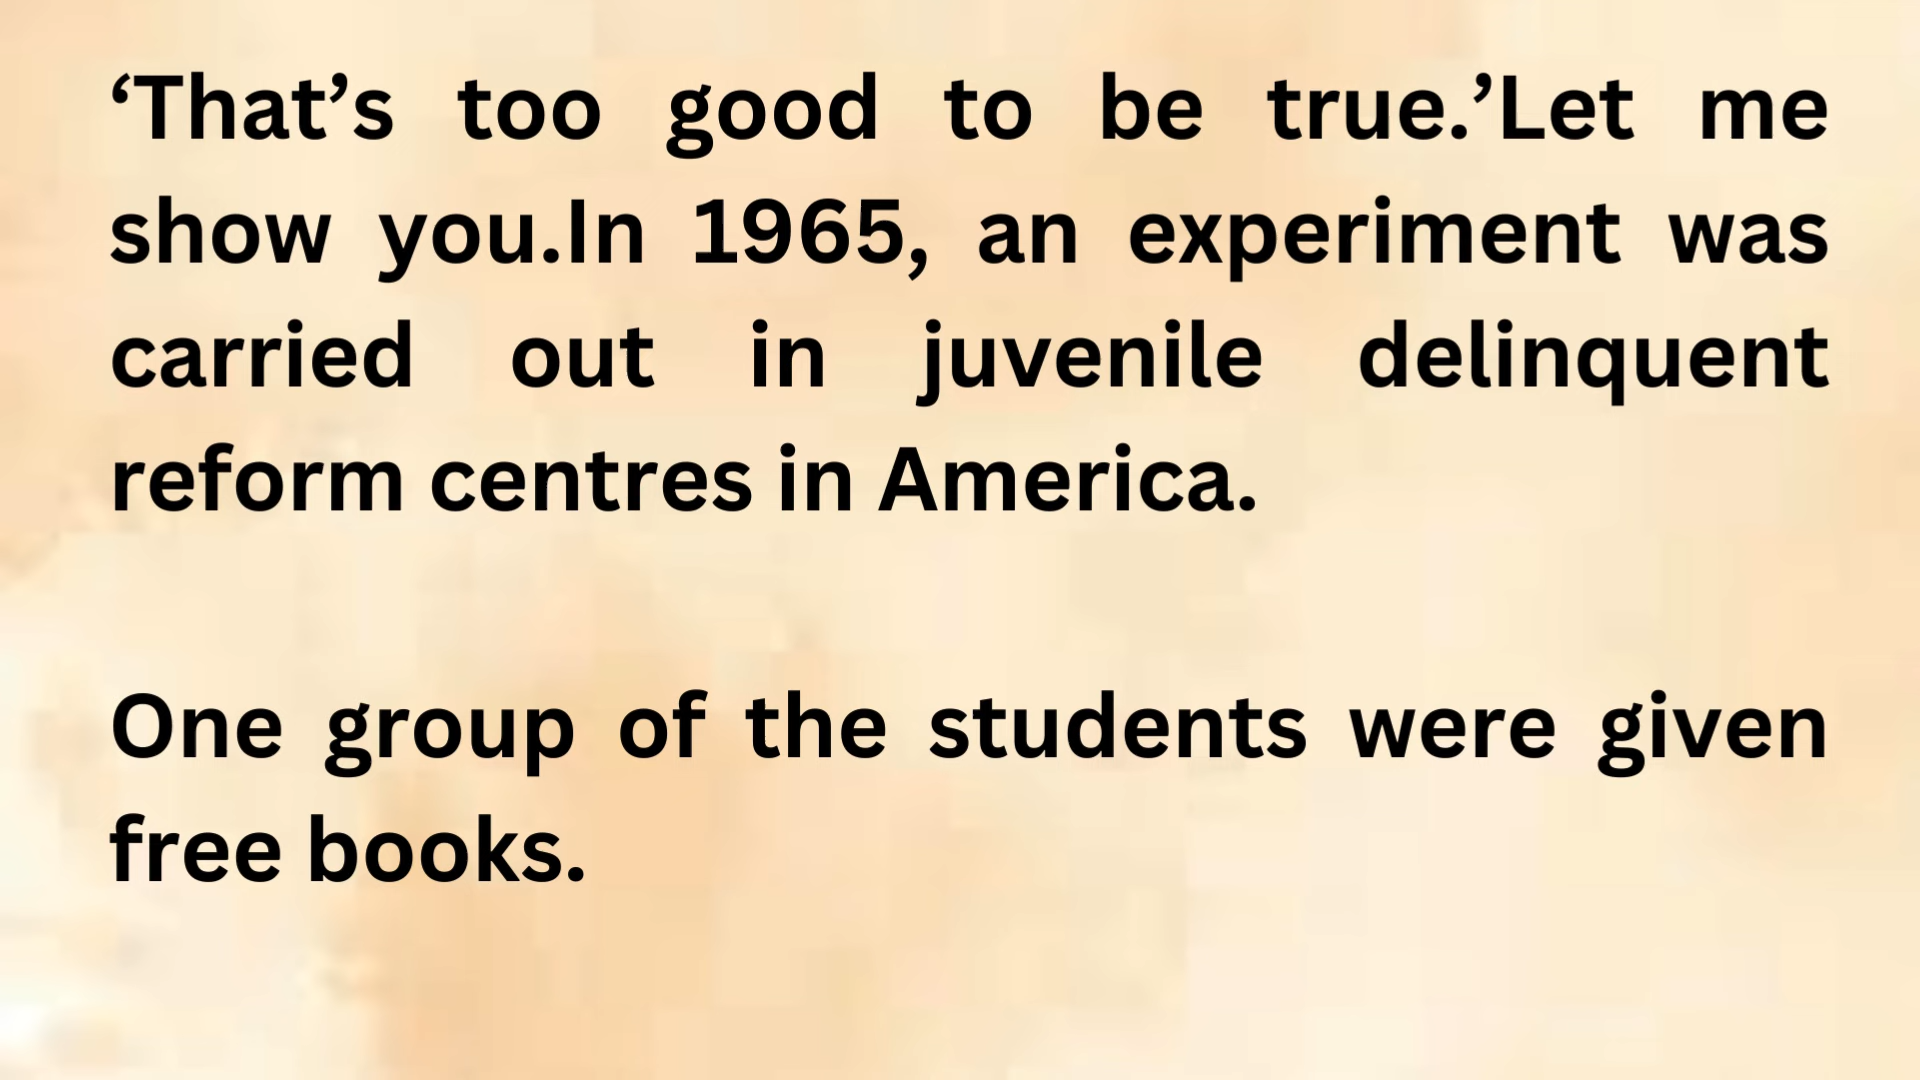 ‘That’s too good to be true.’Let me
show you.In 1965, an experiment was
carried out in juvenile delinquent
reform centres in America.
One group of the students were given
free books.